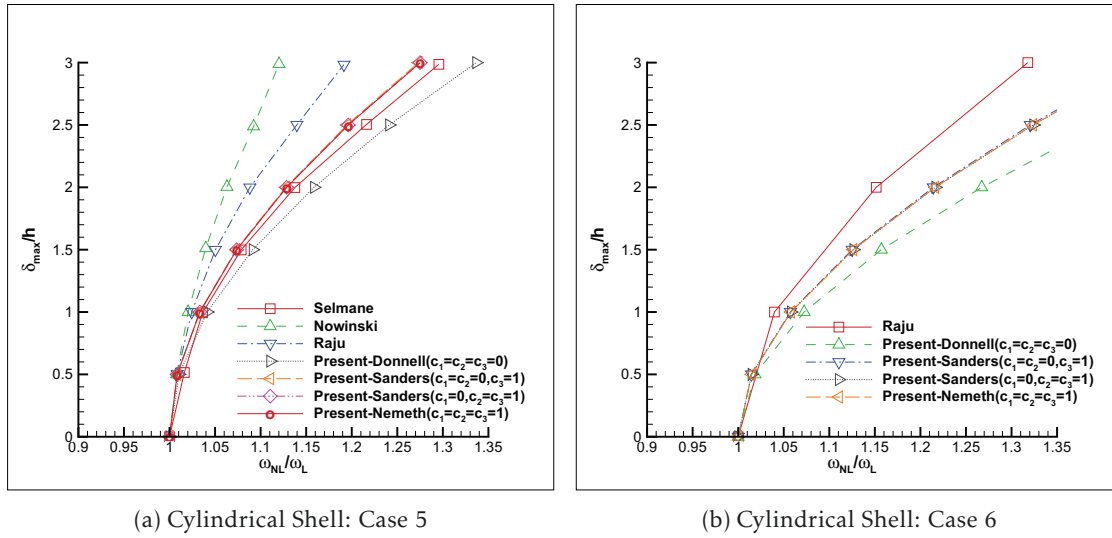 3
2.5
2
1.5
1
0.5
0
δmax/h
0.9
0.95
1
1.05
1.1
1.15
1.2
1.25
1.3
1.35
ωNL/ωL
Selmane
Nowinski
Raju
Present-Donnell(c1=c2=c3=0)
Present-Sanders(c1=c2=0,c3=1)
Present-Sanders(c1=0,c2=c3=1)
Present-Nemeth(c1=c2=c3=1)
(a) Cylindrical Shell: Case 5
3
2.5
2
1.5
1
0.5
0
δmax/h
0.9
0.95
1
1.05
1.1
1.15
1.2
1.25
1.3
1.35
ωNL/ωL
Raju
Present-Donnell(c1=c2=c3=0)
Present-Sanders(c1=c2=0,c3=1)
Present-Sanders(c1=0,c2=c3=1)
Present-Nemeth(c1=c2=c3=1)
(b) Cylindrical Shell: Case 6